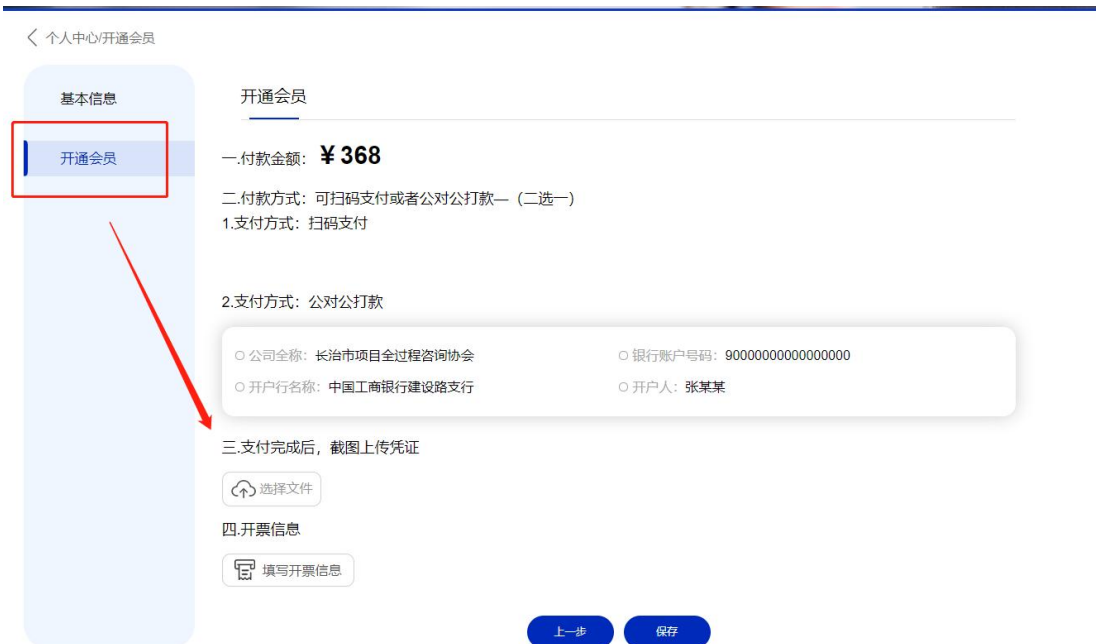 个人中心/开通会员
基本信息
开通会员
开通会员
一.付款金额：￥368
二.付款方式：可扫码支付或者公对公打款—（二选一）
1.支付方式：扫码支付
2.支付方式：公对公打款
公司全称：长治市项目全过程咨询协会
银行账户号码：90000000000000000
开户行名称：中国工商银行建设路支行
开户人：张某某
三.支付完成后，截图上传凭证
选择文件
四.开票信息
填写开票信息
上一步
保存